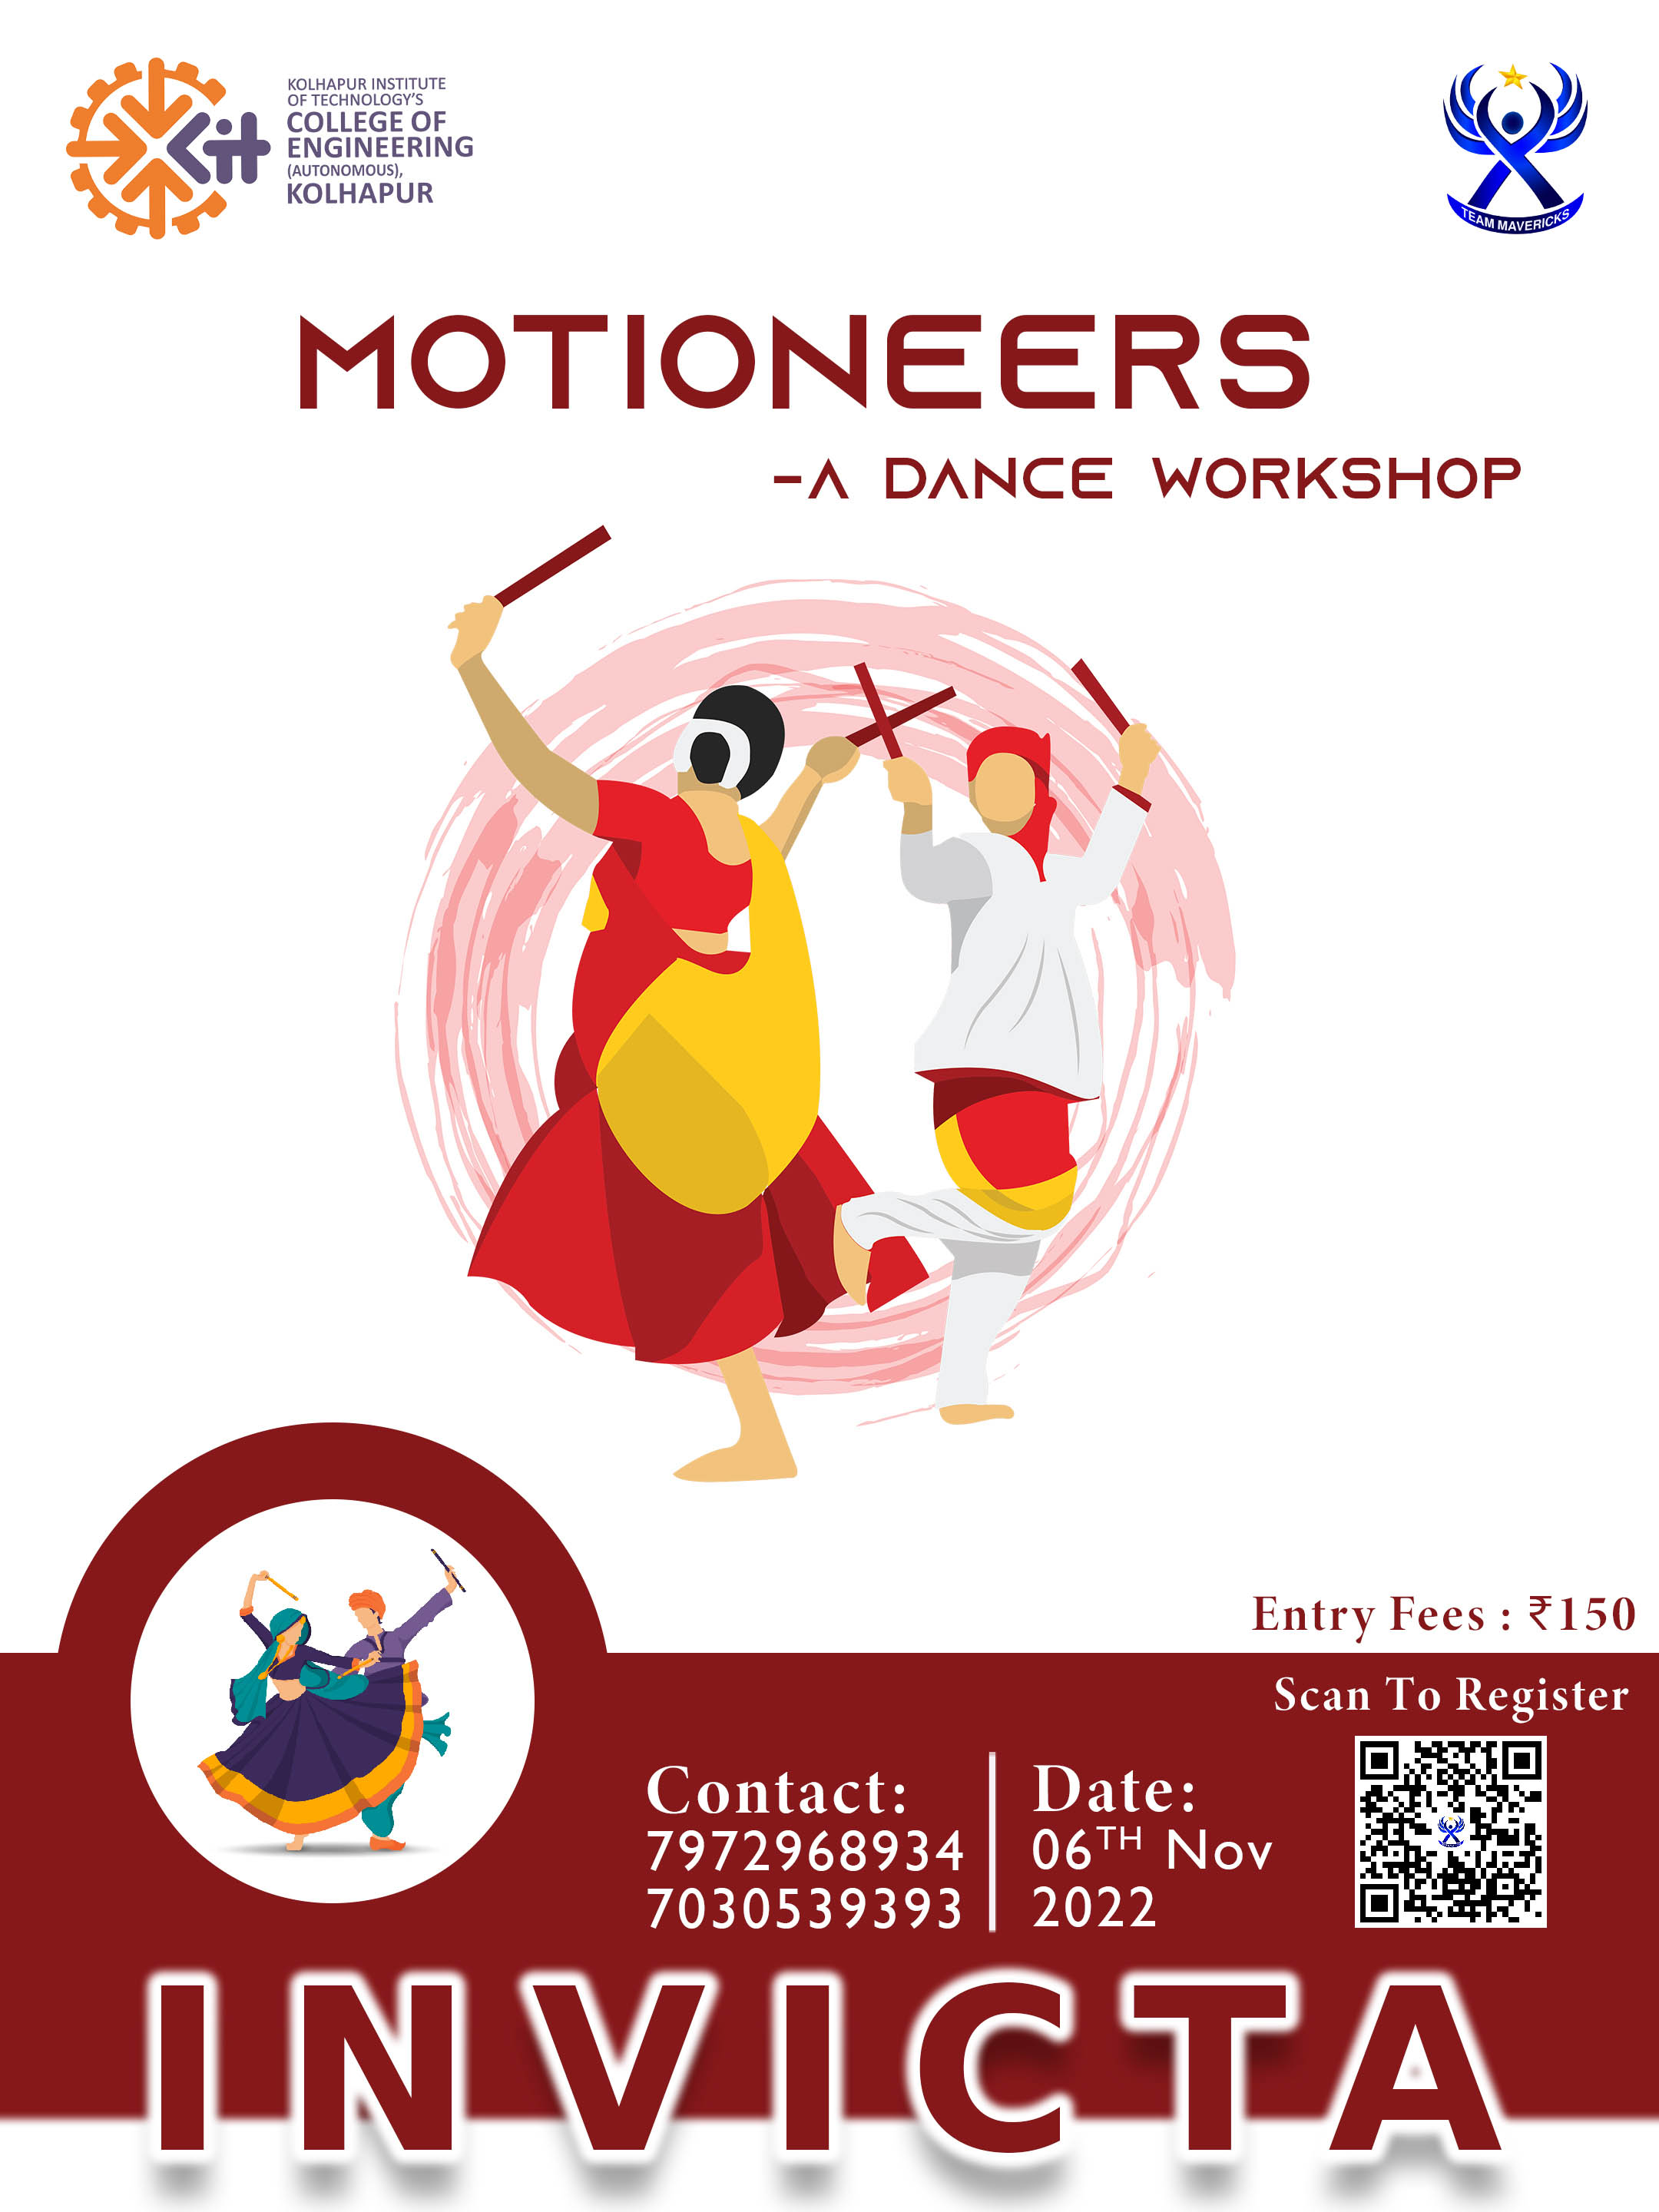 KOLHAPUR INSTITUTE
OF TECHNOLOGY'S
COLLEGE OF
ENGINEERING
(AUTONOMOUS),
KOLHAPUR
Kit
TEAM MAVERICKS
MOTIONEERS
-A DANCE WORKSHOP
Entry Fees : ₹150
Scan To Register
Contact:
7972968934
7030539393
Date:
06TH Nov
2022
INVICTA